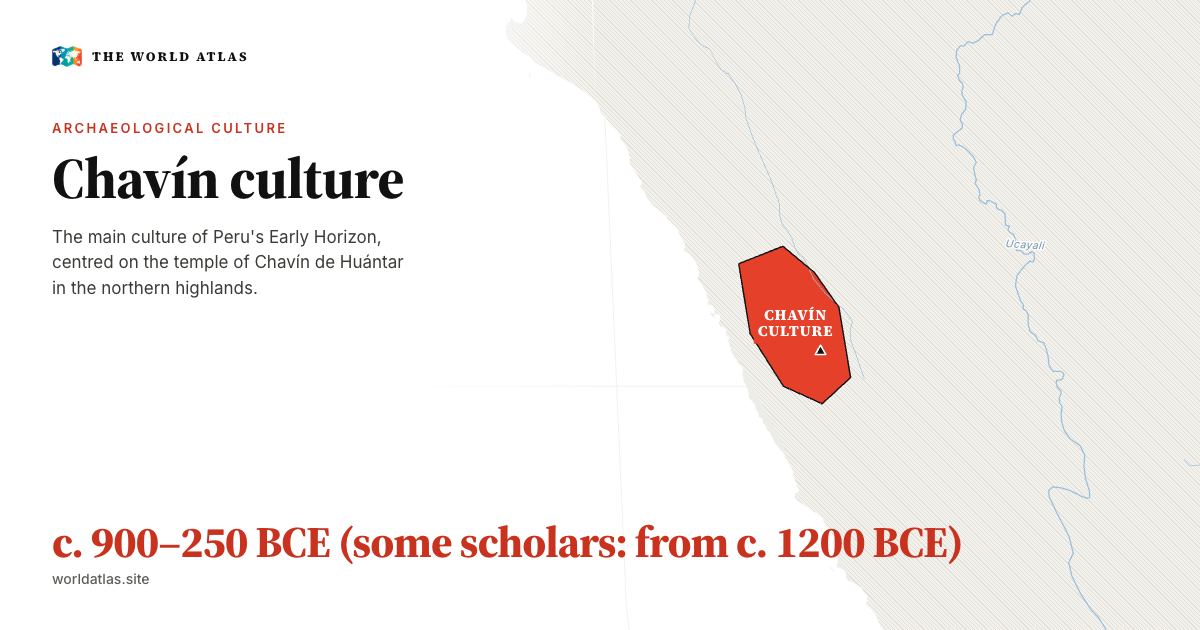 THE WORLD ATLAS
ARCHAEOLOGICAL CULTURE
Chavín culture
The main culture of Peru's Early Horizon,
centred on the temple of Chavín de Huántar
in the northern highlands.
Ucayali
CHAVÍN
CULTURE
c. 900–250 BCE (some scholars: from c. 1200 BCE)
worldatlas.site